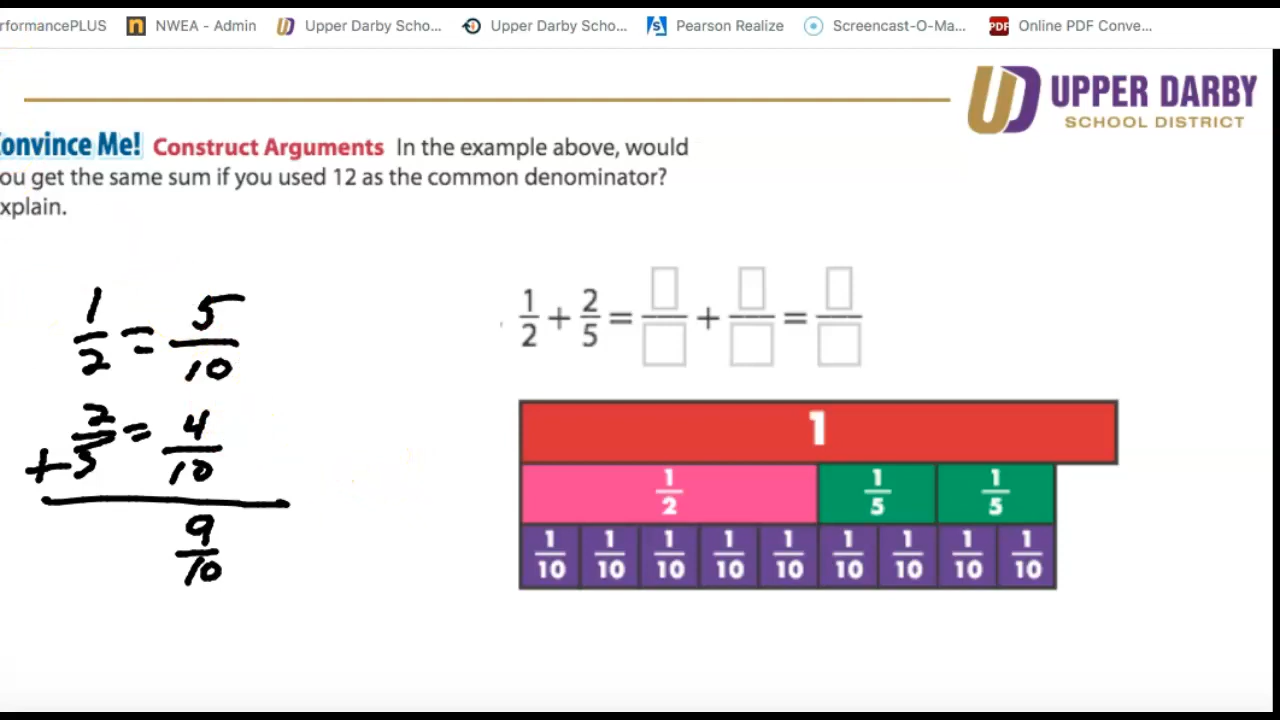 rformancePLUS NWEA - Admin Upper Darby Scho... Upper Darby Scho... Pearson Realize Screencast-O-Ma... PDF Online PDF Conve...
UD UPPER DARBY
SCHOOL DISTRICT
onvince Me! Construct Arguments In the example above, would
ou get the same sum if you used 12 as the common denominator?
xplain.
1/2 = 5/10
+ 2/5 = 4/10
9/10
1/2 + 2/5 = + =
1
1/2 1/5 1/5
1/10 1/10 1/10 1/10 1/10 1/10 1/10 1/10 1/10